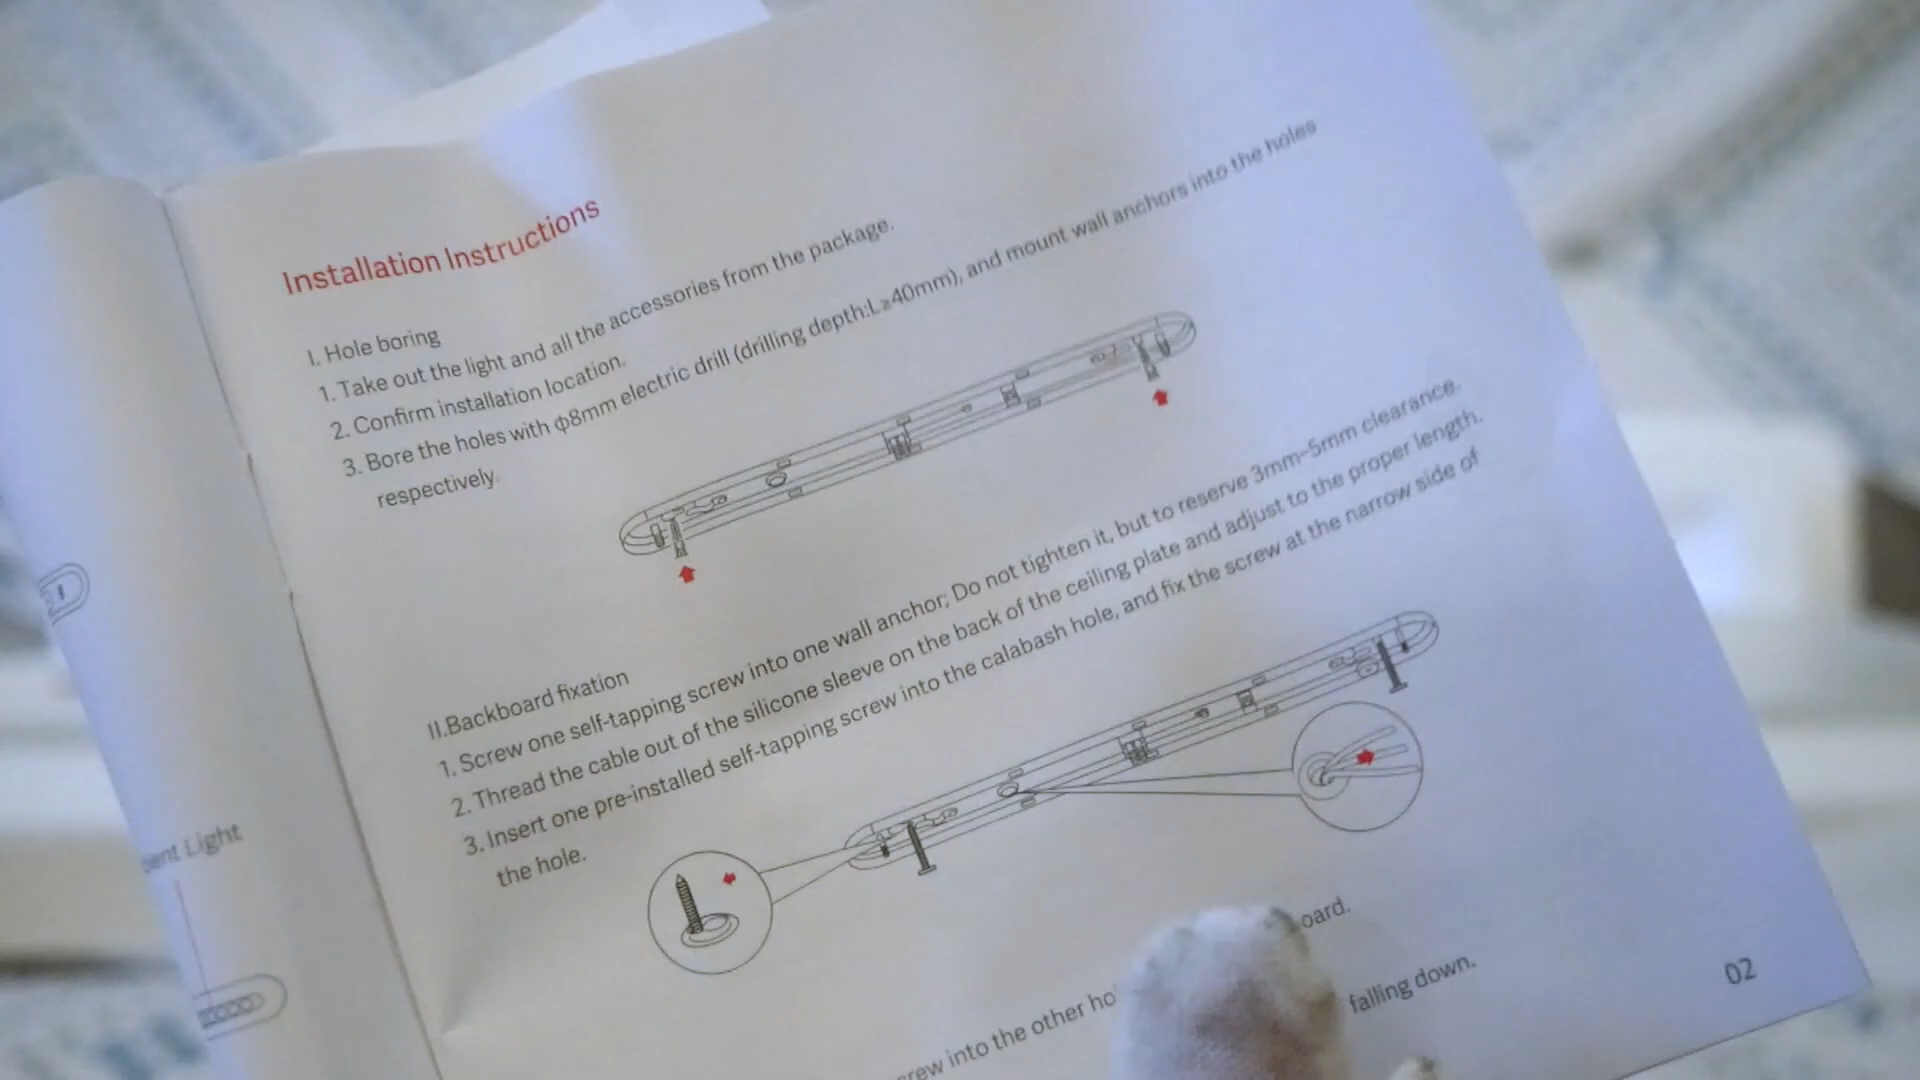 Installation Instructions
I. Hole boring
1. Take out the light and all the accessories from the package.
2. Confirm installation location.
3. Bore the holes with φ8mm electric drill (drilling depth:L≥40mm), and mount wall anchors into the holes
respectively.
II.Backboard fixation
1. Screw one self-tapping screw into one wall anchor; Do not tighten it, but to reserve 3mm-5mm clearance.
2. Thread the cable out of the silicone sleeve on the back of the ceiling plate and adjust to the proper length.
3. Insert one pre-installed self-tapping screw into the calabash hole, and fix the screw at the narrow side of
the hole.
oard.
crew into the other ho falling down.
02
ent Light